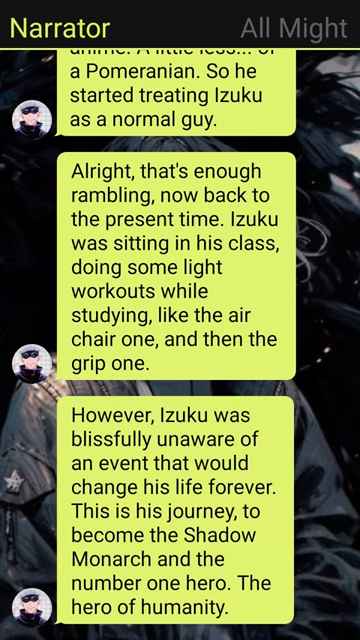 Narrator
All Might
anime. A little less... of
a Pomeranian. So he
started treating Izuku
as a normal guy.
Alright, that's enough
rambling, now back to
the present time. Izuku
was sitting in his class,
doing some light
workouts while
studying, like the air
chair one, and then the
grip one.
However, Izuku was
blissfully unaware of
an event that would
change his life forever.
This is his journey, to
become the Shadow
Monarch and the
number one hero. The
hero of humanity.